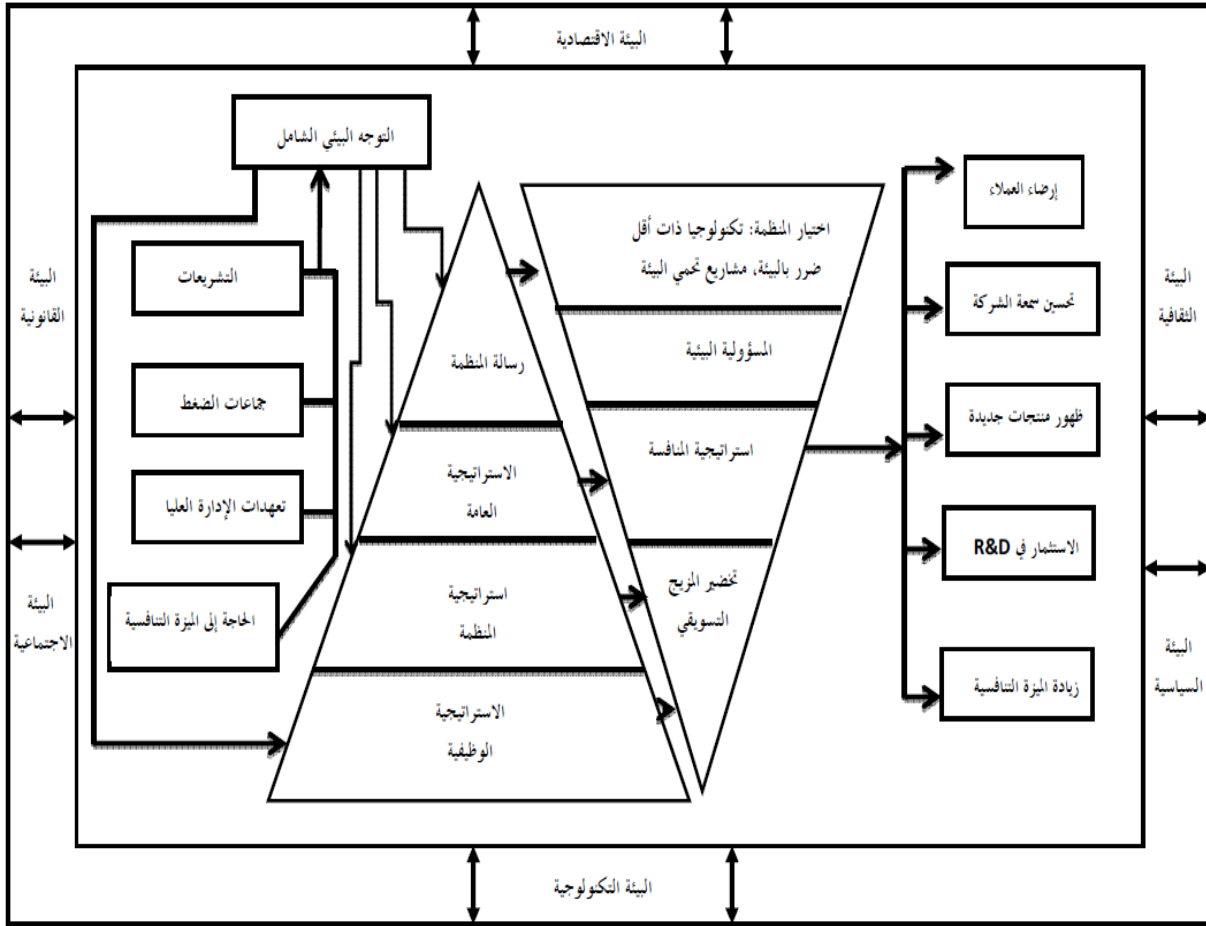 البيئة الاقتصادية
التوجه البيئي الشامل
التشريعات
جماعات الضغط
تعهدات الإدارة العليا
الحاجة إلى الميزة التنافسية
البيئة
القانونية
البيئة
الاجتماعية
رسالة المنظمة
الاستراتيجية
العامة
استراتيجية
المنظمة
الاستراتيجية
الوظيفية
اختيار المنظمة: تكنولوجيا ذات أقل
ضرر بالبيئة، مشاريع تحمي البيئة
المسؤولية البيئية
استراتيجية المنافسة
تخضير المزيج
التسويقي
إرضاء العملاء
تحسين سمعة الشركة
ظهور منتجات جديدة
الاستثمار في R&D
زيادة الميزة التنافسية
البيئة
الثقافية
البيئة
السياسية
البيئة التكنولوجية